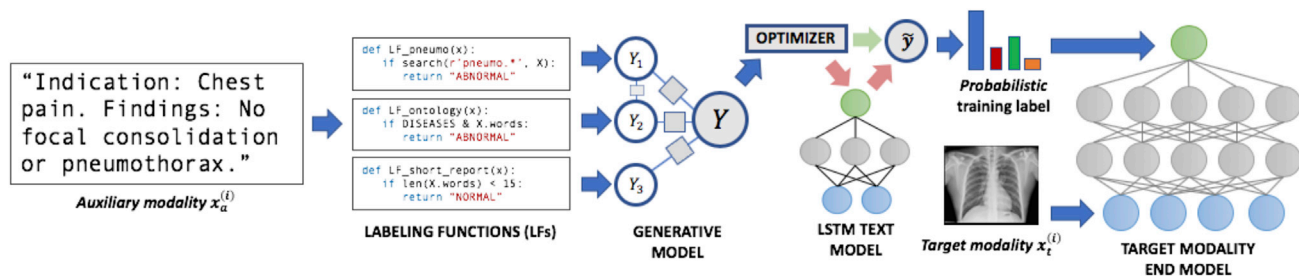 “Indication: Chest
pain. Findings: No
focal consolidation
or pneumothorax.”
Auxiliary modality x_a^(i)
def LF_pneumo(x):
if search(r'pneumo.*', X):
return "ABNORMAL"
def LF_ontology(x):
if DISEASES & X.words:
return "ABNORMAL"
def LF_short_report(x):
if len(X.words) < 15:
return "NORMAL"
LABELING FUNCTIONS (LFs)
Y₁
Y₂
Y₃
Y
GENERATIVE
MODEL
OPTIMIZER
ỹ
LSTM TEXT
MODEL
Probabilistic
training label
Target modality x_t^(i)
TARGET MODALITY
END MODEL